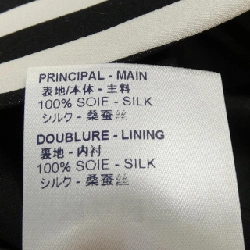 PRINCIPAL - MAIN
表地/本体 - 主料
100% SOIE - SILK
シルク - 桑蚕丝
DOUBLURE - LINING
裏地 - 内衬
100% SOIE - SILK
シルク - 桑蚕丝